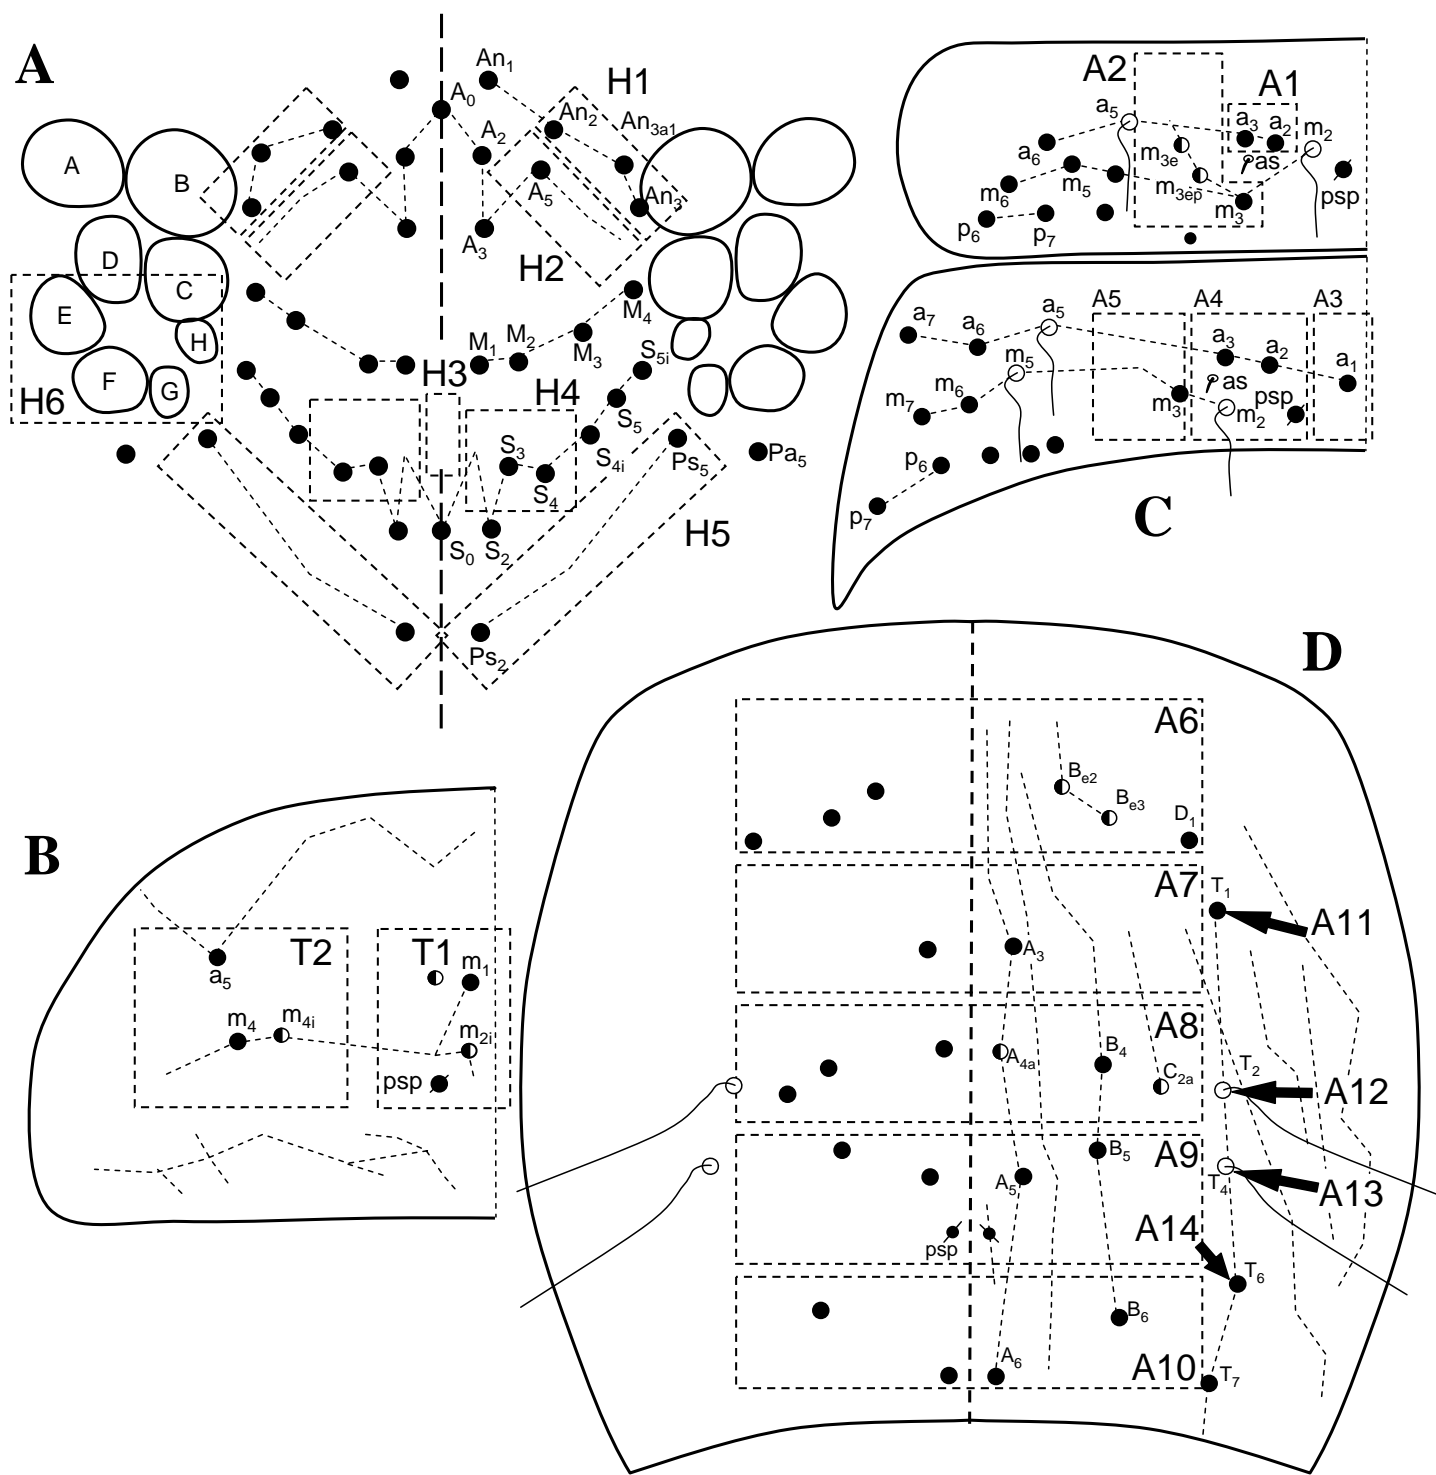 A
An1
H1
A0
An2
An3a1
A2
A
B
A5
An3
A3
H2
D
C
E
H
M4
M1
M2
M3
S5i
F
G
H3
H4
H6
S5
S3
S4i
Ps5
Pa5
S4
S0
S2
H5
Ps2
A2
A1
a5
a3
a2
m2
a6
m3e
as
m6
m5
m3ep
psp
m3
p6
p7
A5
A4
A3
a7
a6
a5
a3
a2
a1
m5
as
m6
psp
m7
m3
m2
p6
p7
C
B
T2
T1
m1
a5
m4
m4i
m2i
psp
D
A6
Be2
Be3
D1
A7
T1
A11
A3
A8
A4a
B4
C2a
T2
A12
A9
B5
A5
T4
A13
psp
A14
T6
B6
A6
A10
T7